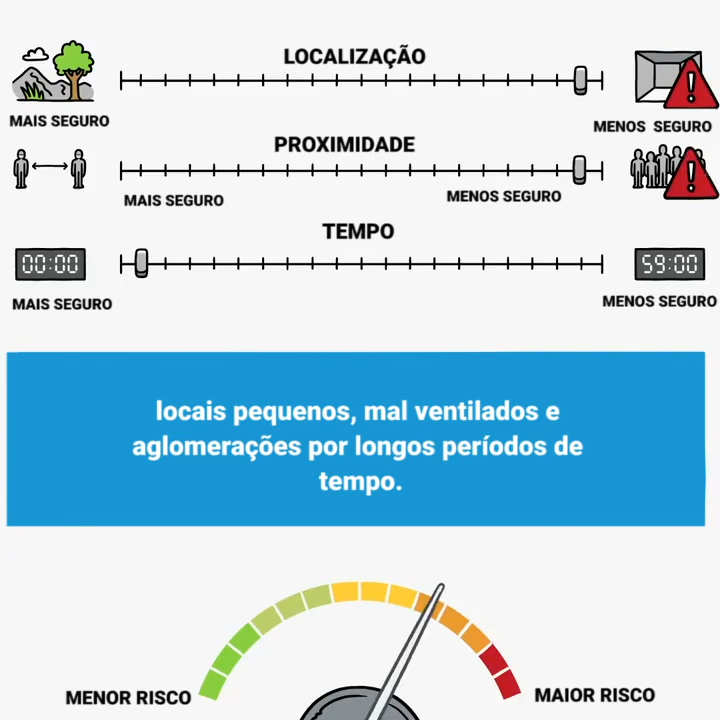 LOCALIZAÇÃO
MAIS SEGURO
MENOS SEGURO
PROXIMIDADE
MAIS SEGURO
MENOS SEGURO
TEMPO
00:00
59:00
MAIS SEGURO
MENOS SEGURO
locais pequenos, mal ventilados e
aglomerações por longos períodos de
tempo.
MENOR RISCO
MAIOR RISCO